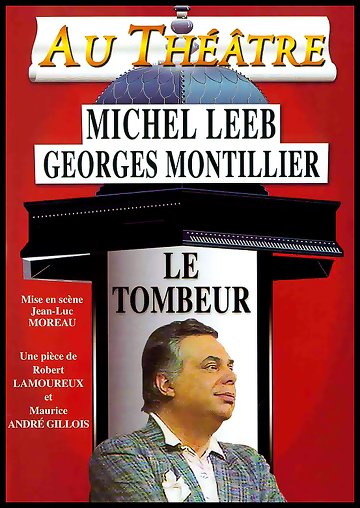 AU THÉÂTRE
MICHEL LEEB
GEORGES MONTILLIER
LE
TOMBEUR
Mise en scène
Jean-Luc
MOREAU
Une pièce de
Robert
LAMOUREUX
et
Maurice
ANDRÉ GILLOIS